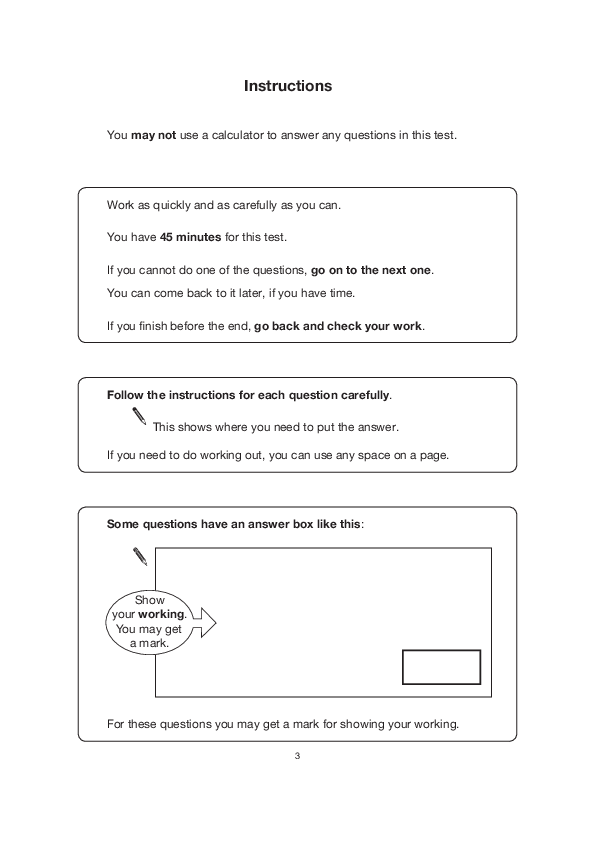 Instructions
You may not use a calculator to answer any questions in this test.
Work as quickly and as carefully as you can.
You have 45 minutes for this test.
If you cannot do one of the questions, go on to the next one.
You can come back to it later, if you have time.
If you finish before the end, go back and check your work.
Follow the instructions for each question carefully.
This shows where you need to put the answer.
If you need to do working out, you can use any space on a page.
Some questions have an answer box like this:
Show
your working.
You may get
a mark.
For these questions you may get a mark for showing your working.
3